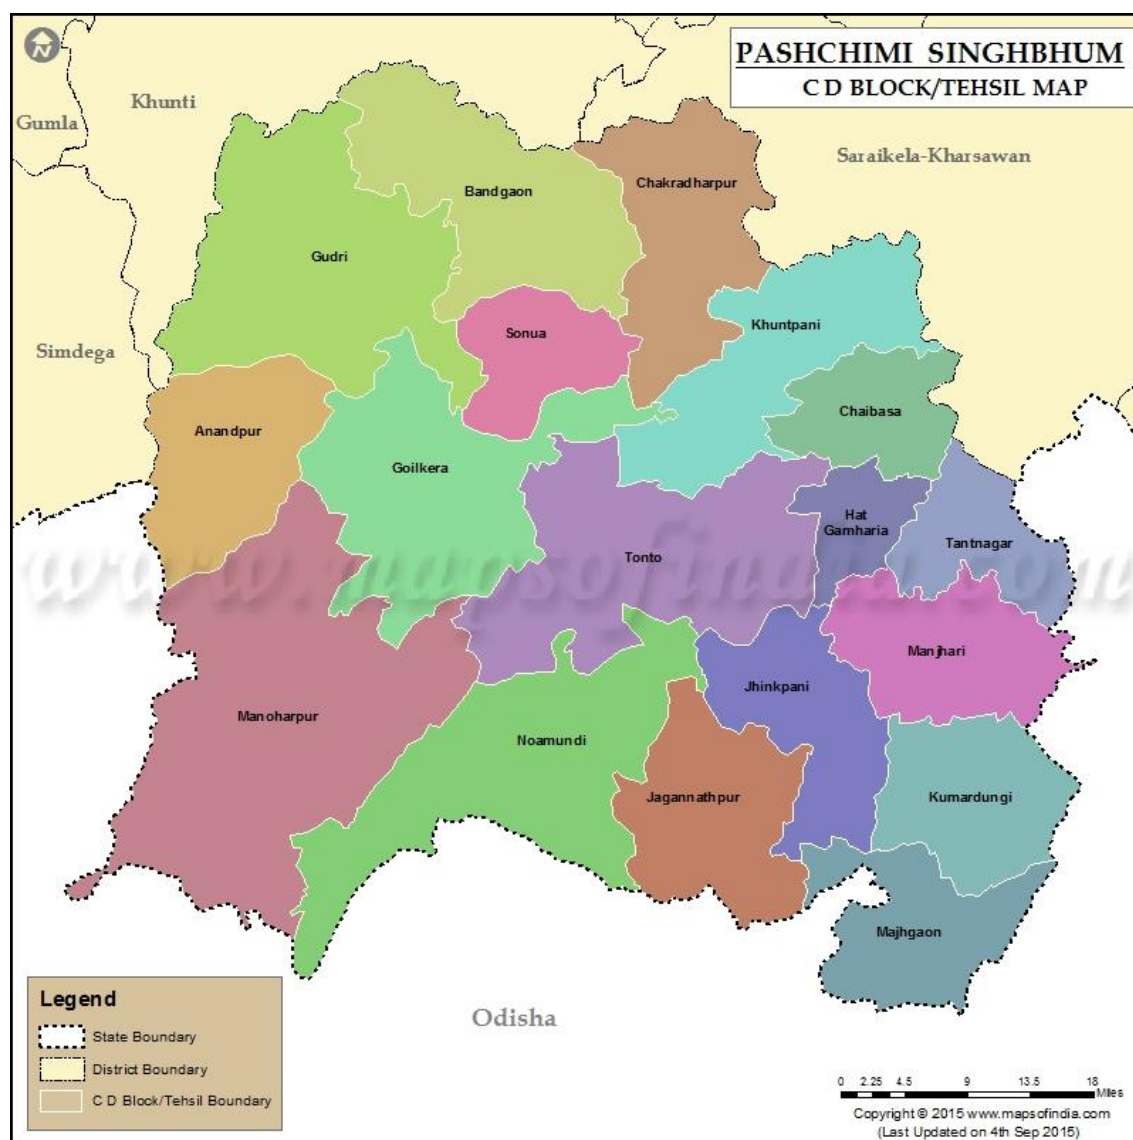 PASHCHIMI SINGHBHUM
C D BLOCK/TEHSIL MAP
N
Khunti
Gumla
Saraikela-Kharsawan
Simdega
Chakradharpur
Bandgaon
Gudri
Khuntpani
Sonua
Chaibasa
Anandpur
Goilkera
Hat
Gamharia
Tantnagar
Tonto
www.mapsofindia.com
Manjhari
Jhinkpani
Manoharpur
Noamundi
Jagannathpur
Kumardungi
Majhgaon
Odisha
Legend
State Boundary
District Boundary
C D Block/Tehsil Boundary
0 2.25 4.5 9 13.5 18
Miles
Copyright © 2015 www.mapsofindia.com
(Last Updated on 4th Sep 2015)